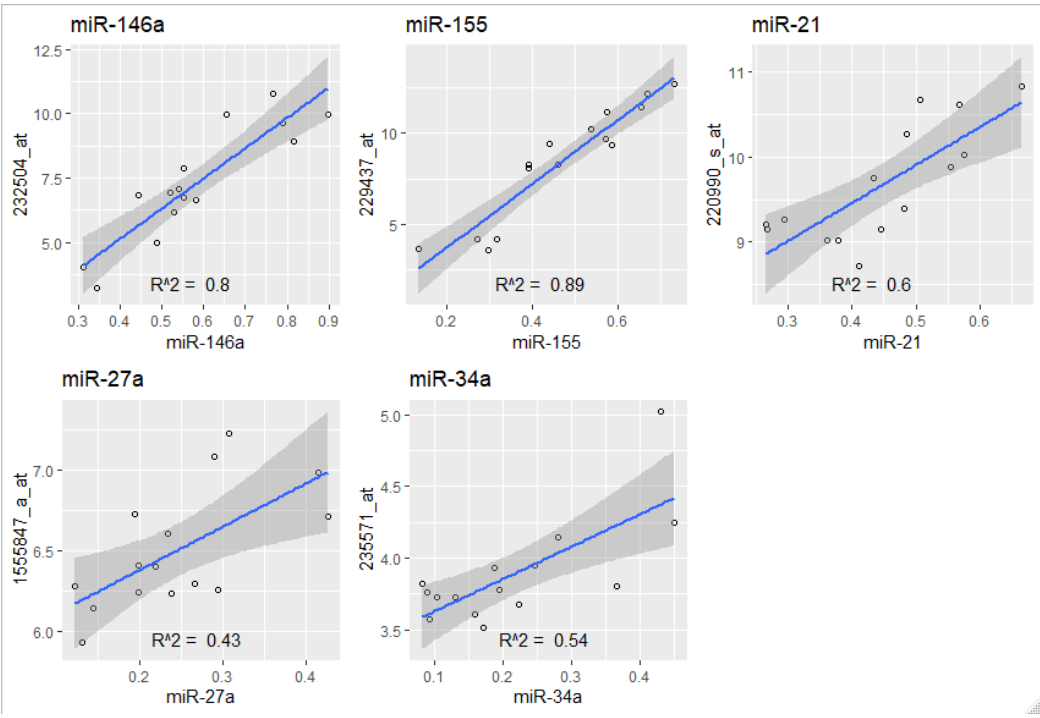 miR-146a
12.5
10.0
7.5
5.0
232504_at
R^2 = 0.8
0.3 0.4 0.5 0.6 0.7 0.8 0.9
miR-146a
miR-155
10
5
229437_at
R^2 = 0.89
0.2 0.4 0.6
miR-155
miR-21
11
10
9
220990_s_at
R^2 = 0.6
0.3 0.4 0.5 0.6
miR-21
miR-27a
7.0
6.5
6.0
1555847_a_at
R^2 = 0.43
0.2 0.3 0.4
miR-27a
miR-34a
5.0
4.5
4.0
3.5
235571_at
R^2 = 0.54
0.1 0.2 0.3 0.4
miR-34a